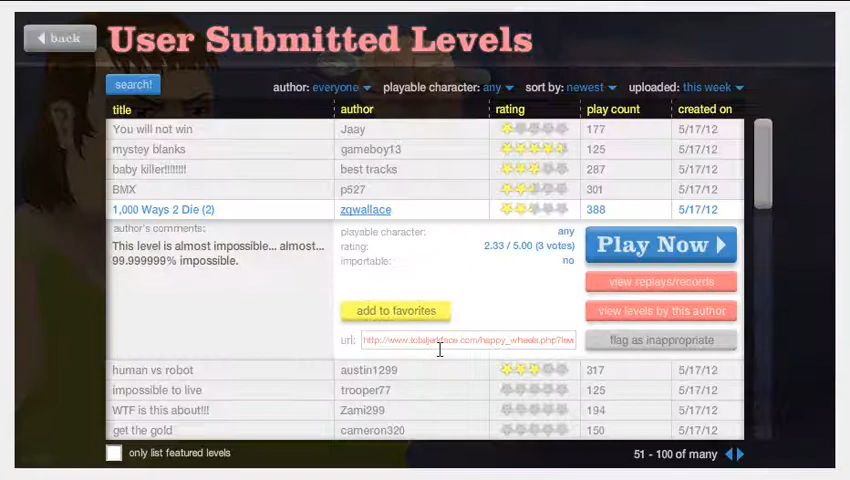 back
User Submitted Levels
search!
author: everyone playable character: any sort by: newest uploaded: this week
title author rating play count created on
You will not win Jaay 177 5/17/12
mystey blanks gameboy13 125 5/17/12
baby killer!!!!!!!! best tracks 287 5/17/12
BMX p527 301 5/17/12
1,000 Ways 2 Die (2) zqwallace 388 5/17/12
author's comments:
This level is almost impossible... almost...
99.999999% impossible.
playable character: any
rating: 2.33 / 5.00 (3 votes)
importable: no
add to favorites
url: http://www.totaljerkface.com/happy_wheels.php?lev
Play Now
view replays/records
view levels by this author
flag as inappropriate
human vs robot austin1299 317 5/17/12
impossible to live trooper77 125 5/17/12
WTF is this about!!! Zami299 194 5/17/12
get the gold cameron320 150 5/17/12
only list featured levels
51 - 100 of many